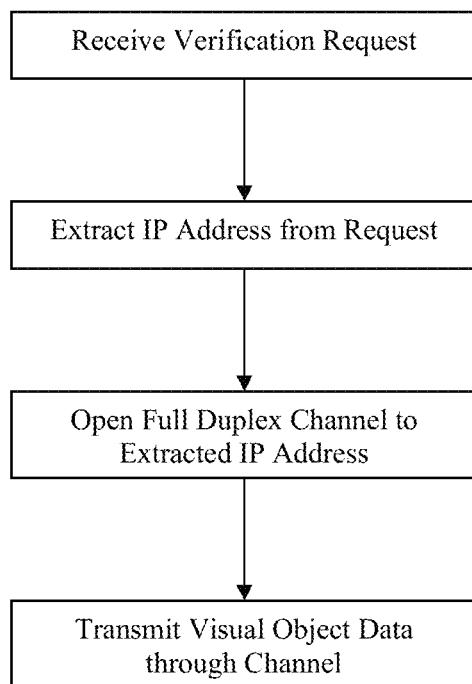 Receive Verification Request
Extract IP Address from Request
Open Full Duplex Channel to
Extracted IP Address
Transmit Visual Object Data
through Channel